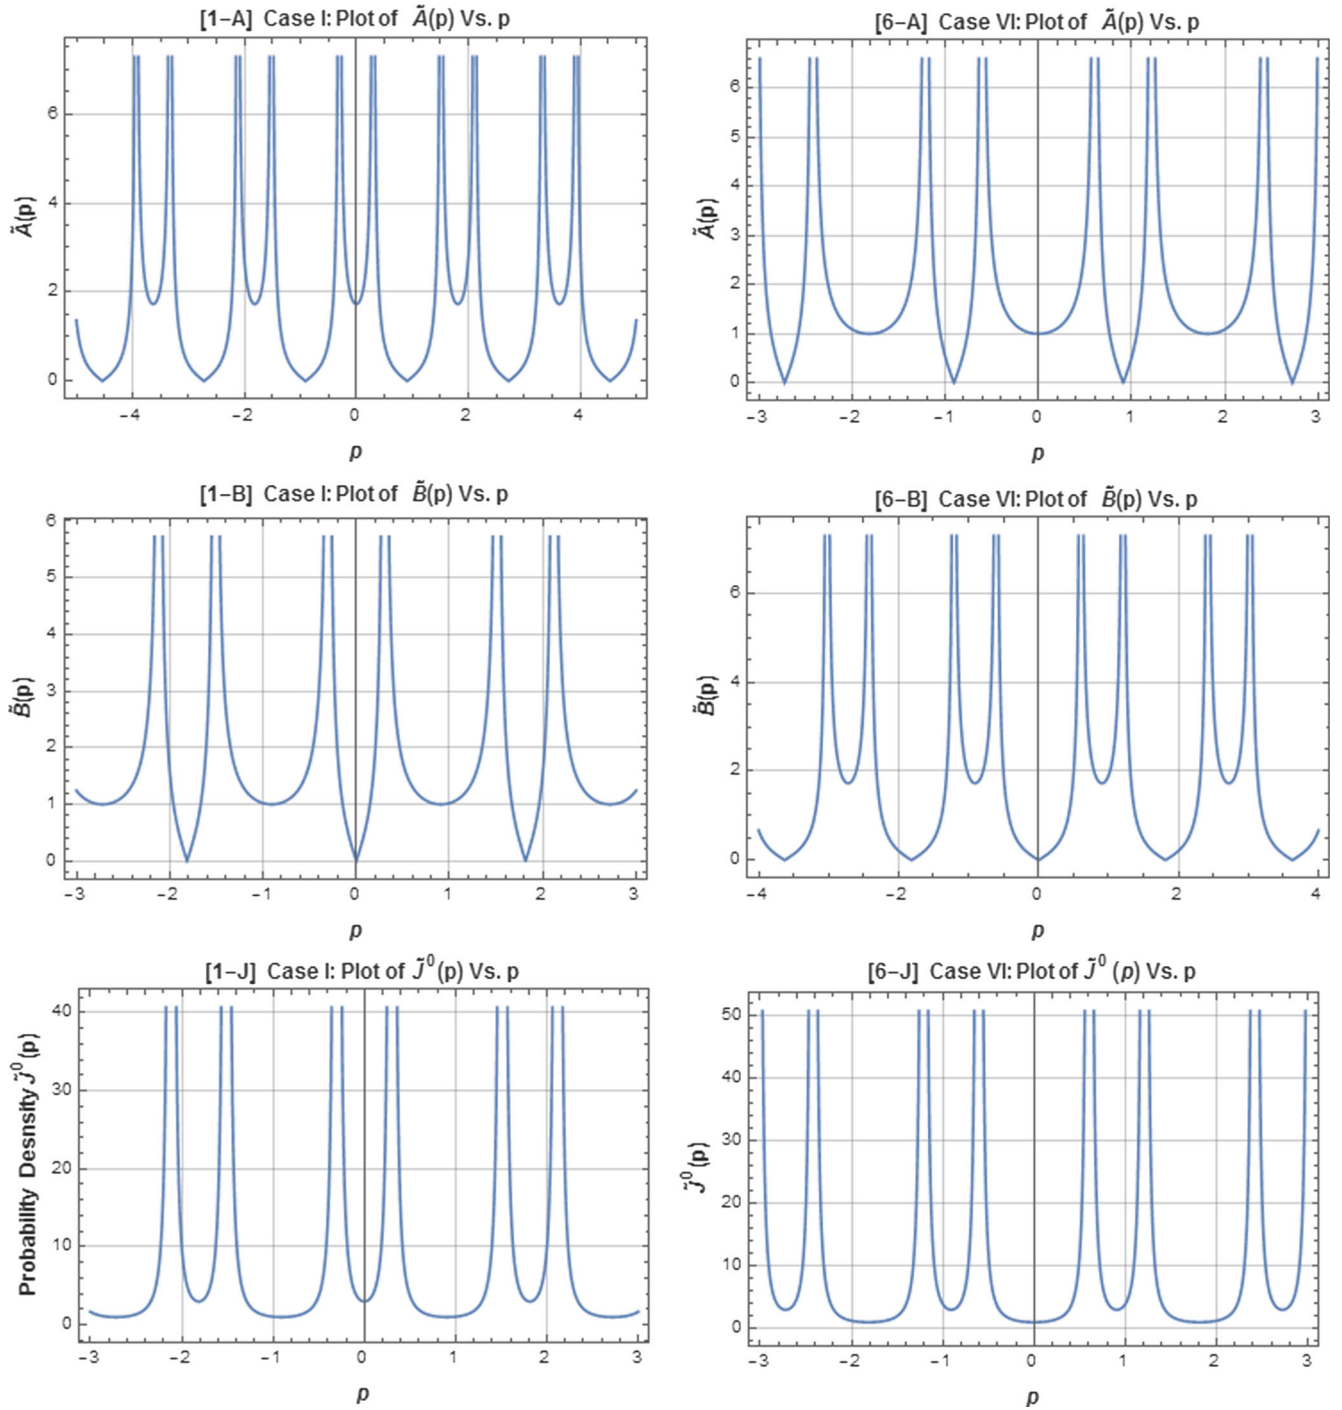 [1–A] Case I: Plot of Ã(p) Vs. p
Ã(p)
6
4
2
0
−4 −2 0 2 4
p
[6–A] Case VI: Plot of Ã(p) Vs. p
Ã(p)
6
5
4
3
2
1
0
−3 −2 −1 0 1 2 3
p
[1–B] Case I: Plot of B̃(p) Vs. p
B̃(p)
6
5
4
3
2
1
0
−3 −2 −1 0 1 2 3
p
[6–B] Case VI: Plot of B̃(p) Vs. p
B̃(p)
6
4
2
0
−4 −2 0 2 4
p
[1–J] Case I: Plot of J̃⁰(p) Vs. p
Probability Desnsity J̃⁰(p)
40
30
20
10
0
−3 −2 −1 0 1 2 3
p
[6–J] Case VI: Plot of J̃⁰ (p) Vs. p
J̃⁰(p)
50
40
30
20
10
0
−3 −2 −1 0 1 2 3
p